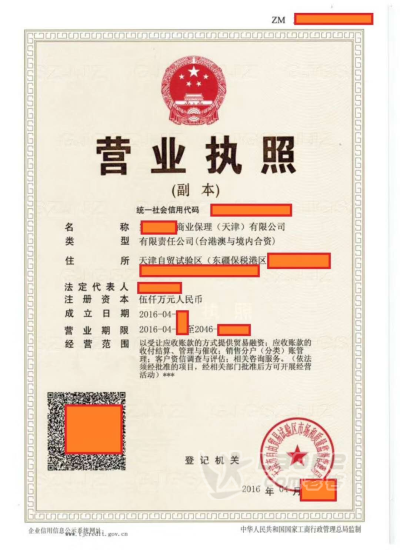 ZM
营业执照
(副 本)
统一社会信用代码
名 称 商业保理（天津）有限公司
类 型 有限责任公司(台港澳与境内合资)
住 所 天津自贸试验区（东疆保税港区
法定代表人
注册资本 伍仟万元人民币
成立日期 2016-04-
营业期限 2016-04- 至2046-
经营范围 以受让应收账款的方式提供贸易融资；应收账款的
收付结算、管理与催收；销售分户（分类）账管
理；客户资信调查与评估；相关咨询服务。（依法
须经批准的项目，经相关部门批准后方可开展经营
活动）***
登记机关
2016 年 04 月
企业信用信息公示系统网址：
www.tjcredit.gov.cn
中华人民共和国国家工商行政管理总局监制